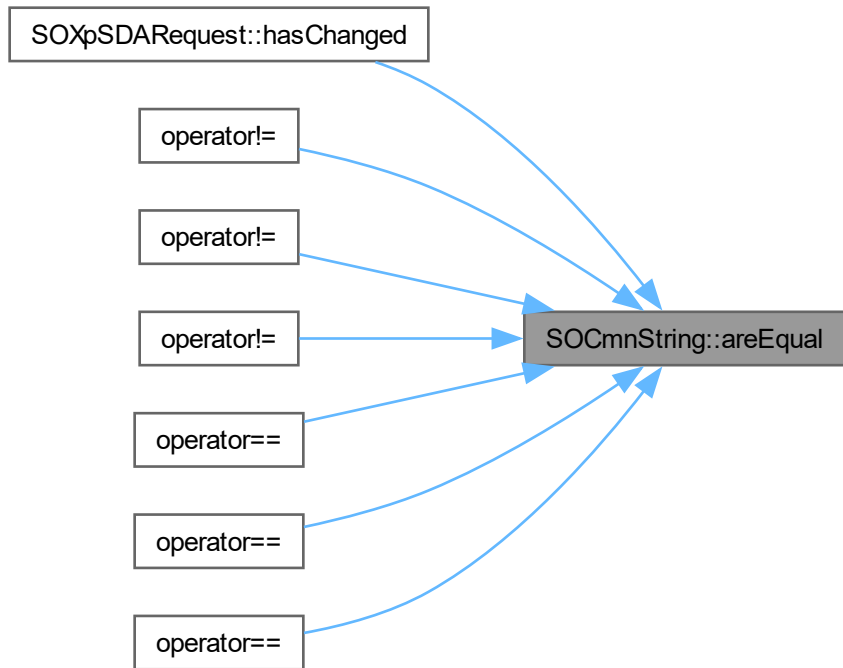 SOXpSDARequest::hasChanged
operator!=
operator!=
operator!=
SOCmnString::areEqual
operator==
operator==
operator==